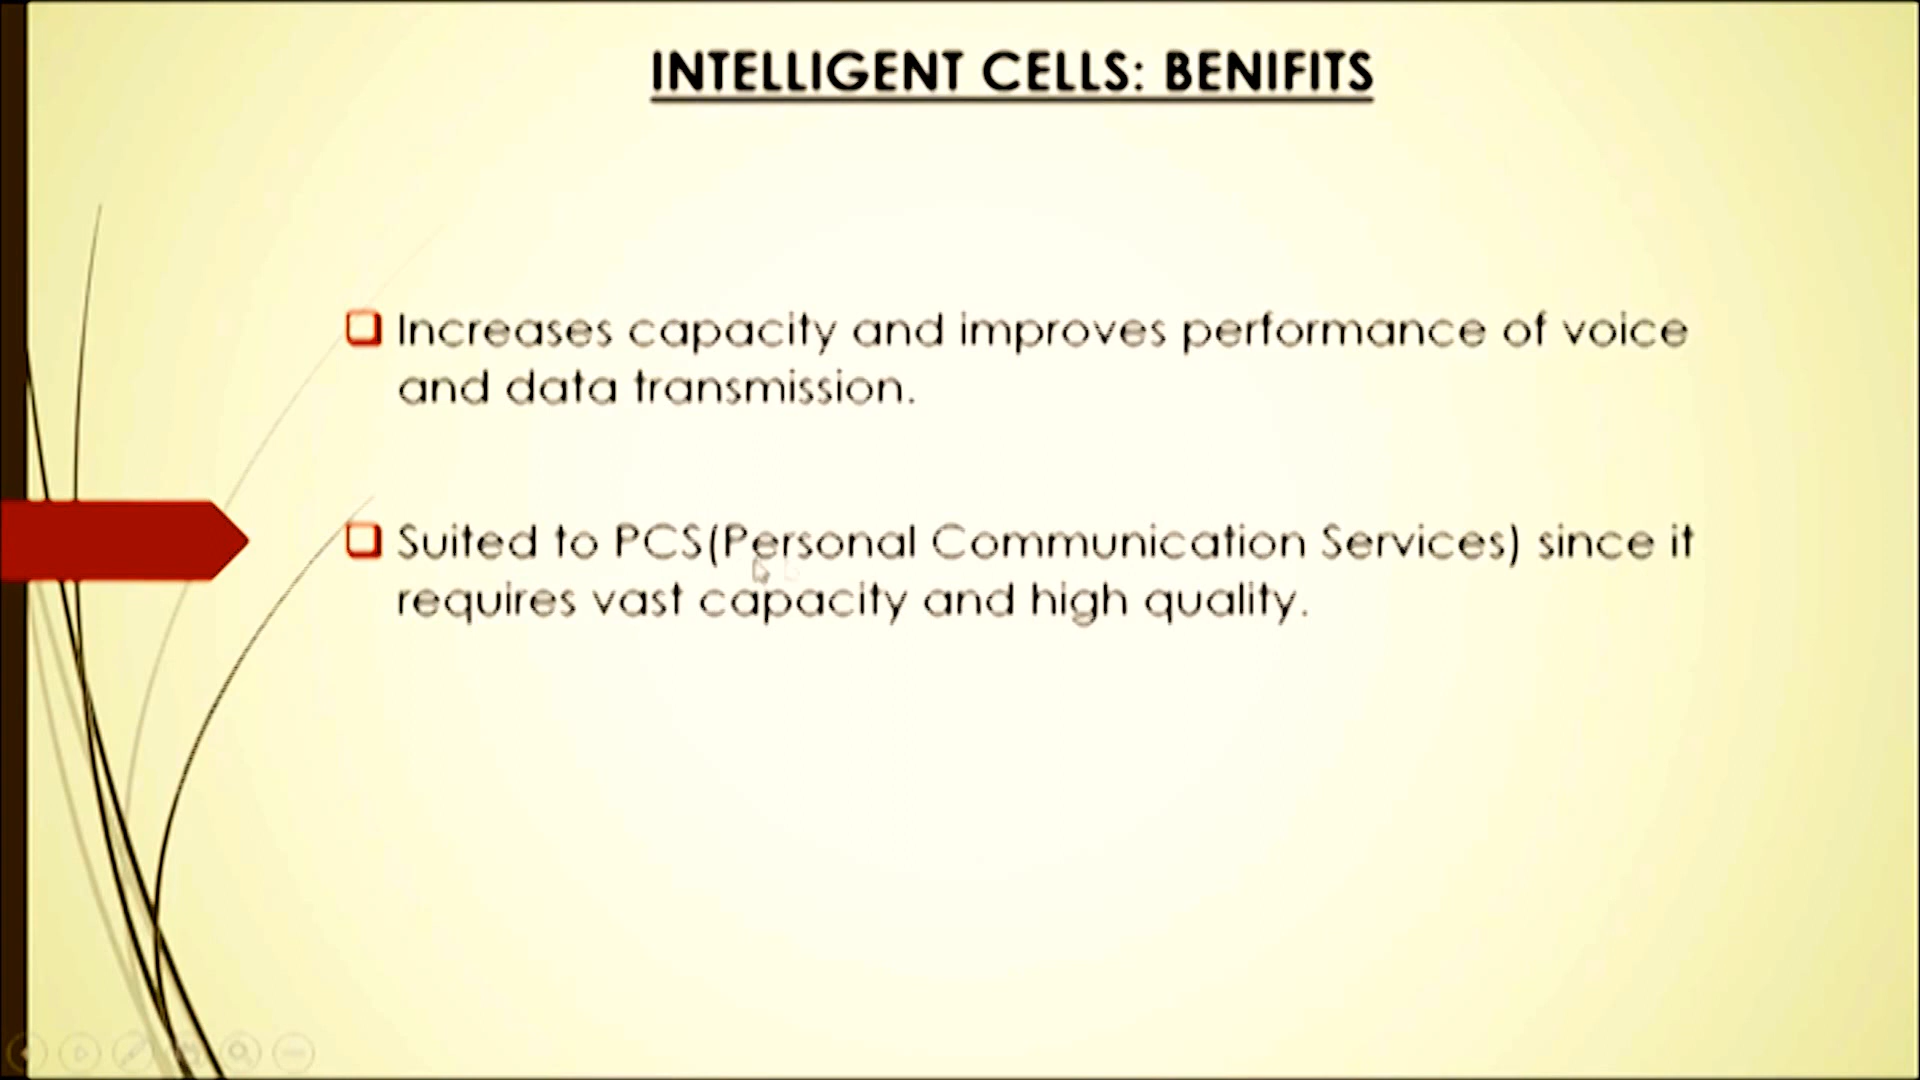 INTELLIGENT CELLS: BENIFITS
Increases capacity and improves performance of voice
and data transmission.
Suited to PCS(Personal Communication Services) since it
requires vast capacity and high quality.